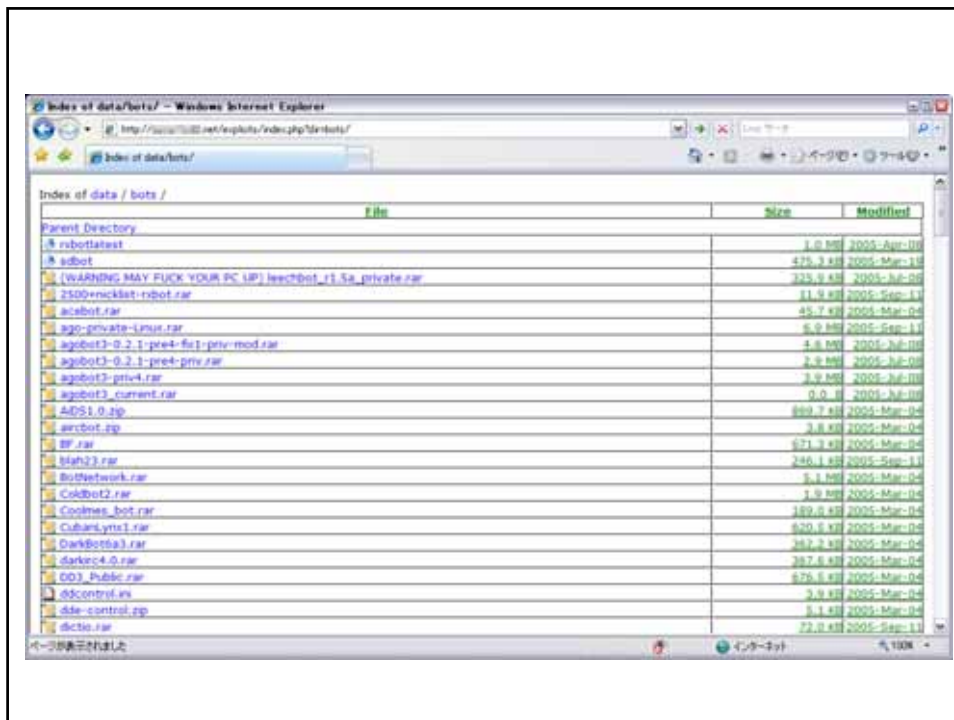 Index of data/bots/ - Windows Internet Explorer
Index of data/bots/
Index of data / bots /
File Size Modified
Parent Directory
rxbotlatest 1.0 MB 2005-Apr-08
sdbot 475.3 KB 2005-Mar-19
(WARNING MAY FUCK YOUR PC UP) leechbot_r1.5a_private.rar 325.9 KB 2005-Jul-08
2500+nicklist-rxbot.rar 11.9 KB 2005-Sep-11
acebot.rar 45.7 KB 2005-Mar-04
ago-private-Linux.rar 6.9 MB 2005-Sep-11
agobot3-0.2.1-pre4-fix1-priv-mod.rar 4.6 MB 2005-Jul-08
agobot3-0.2.1-pre4-priv.rar 2.9 MB 2005-Jul-08
agobot3-priv4.rar 3.9 MB 2005-Jul-08
agobot3_current.rar 0.0 B 2005-Jul-08
AIDS1.0.zip 2005-Mar-04
aircbot.zip 3.8 KB 2005-Mar-04
BF.rar 671.3 KB 2005-Mar-04
blah23.rar 246.1 KB 2005-Sep-11
BotNetwork.rar 5.1 MB 2005-Mar-04
Coldbot2.rar 1.9 MB 2005-Mar-04
Coolmes_bot.rar 189.0 KB 2005-Mar-04
CubanLynx1.rar 620.5 KB 2005-Mar-04
DarkBot6a3.rar 362.2 KB 2005-Mar-04
darkirc4.0.rar 367.6 KB 2005-Mar-04
DD3_Public.rar 676.5 KB 2005-Mar-04
ddcontrol.ini 3.9 KB 2005-Mar-04
dde-control.zip 5.1 KB 2005-Mar-04
dictio.rar 72.0 KB 2005-Sep-11
ページが表示されました インターネット 100%